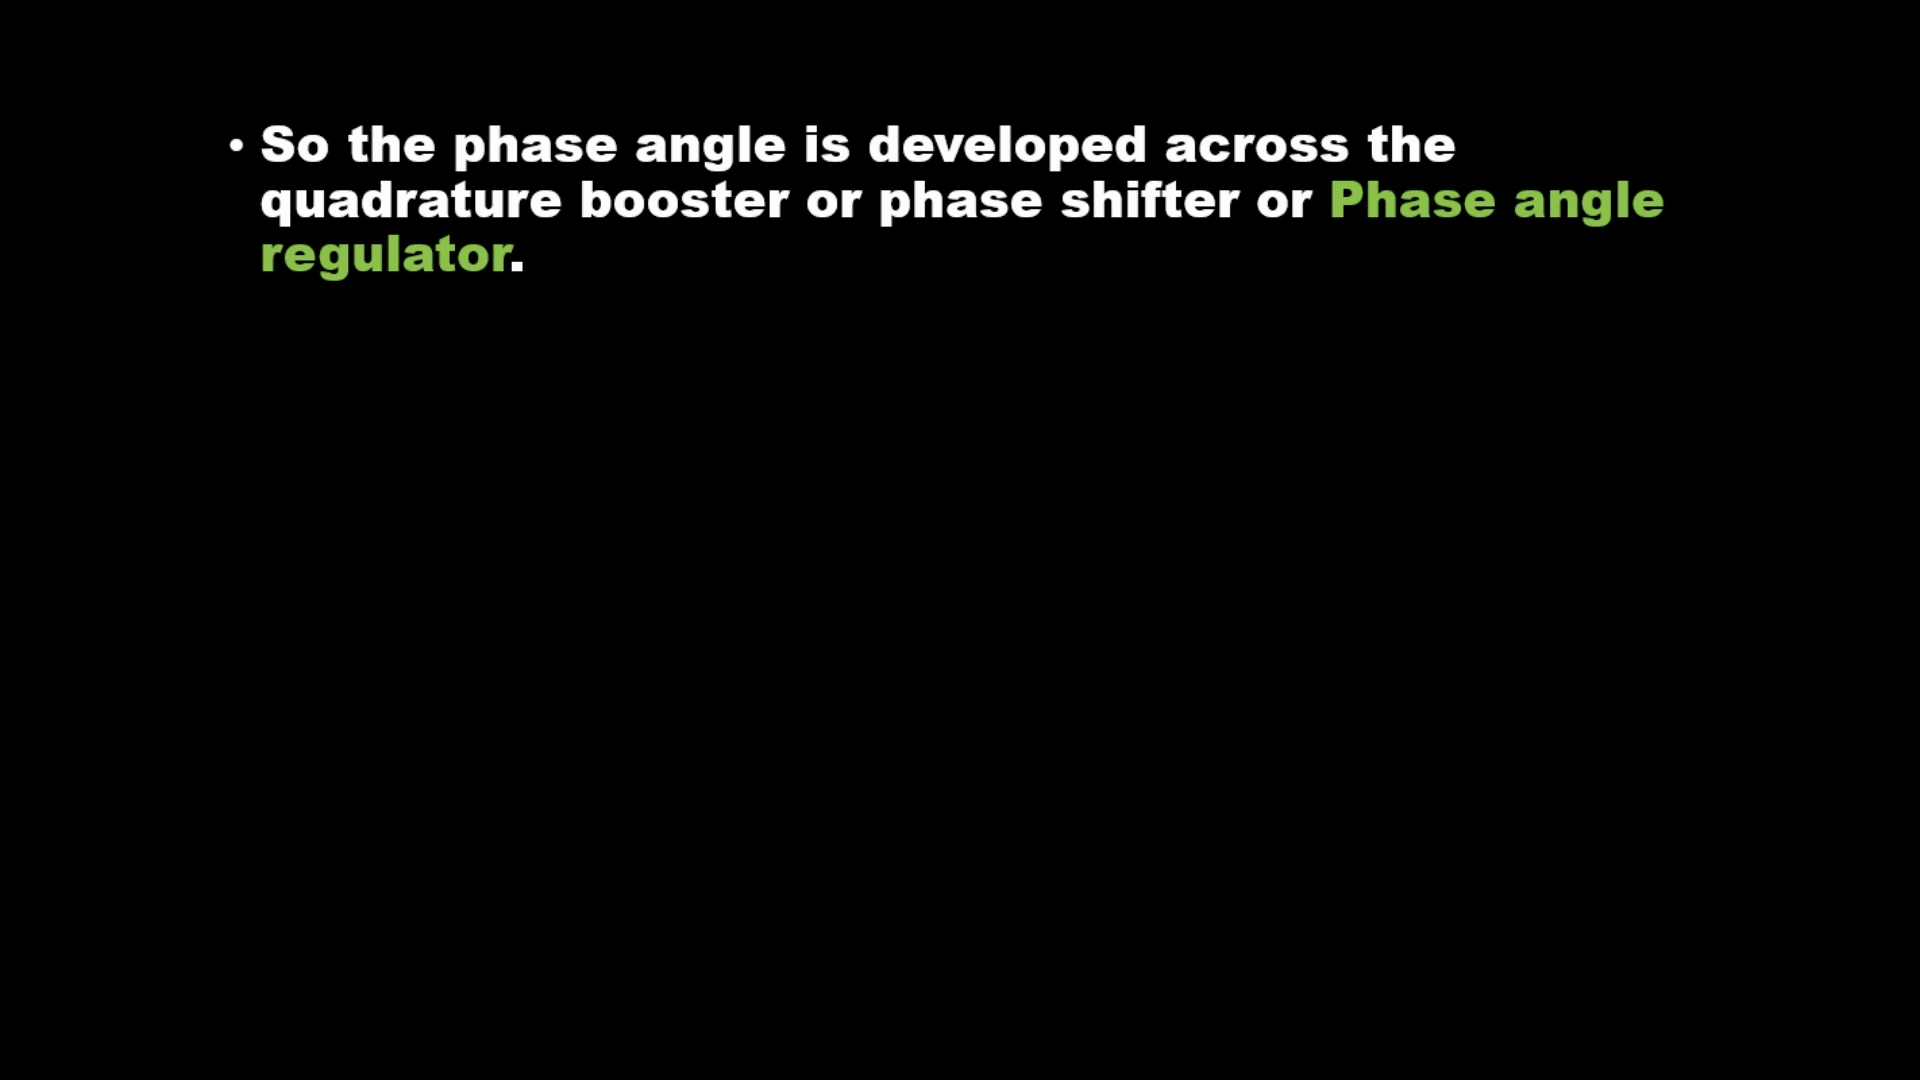 • So the phase angle is developed across the
quadrature booster or phase shifter or Phase angle
regulator.